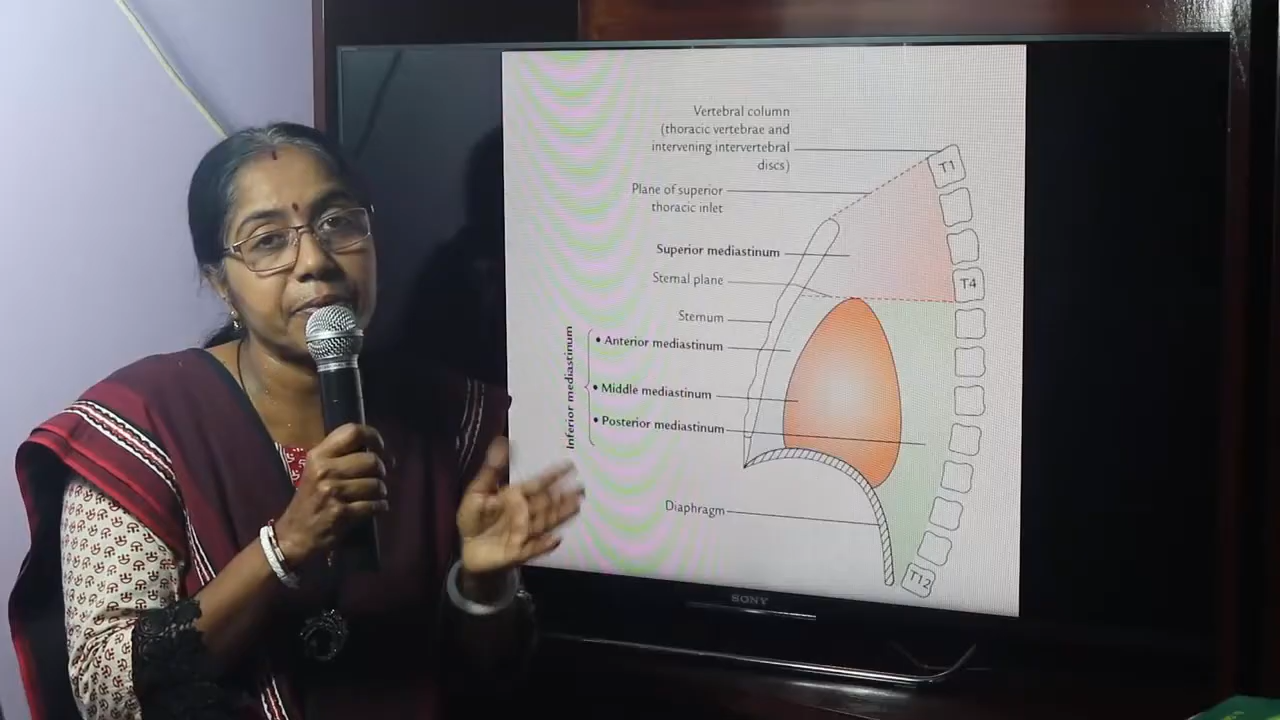 Vertebral column
(thoracic vertebrae and
intervening intervertebral
discs)
T1
Plane of superior
thoracic inlet
Superior mediastinum
Sternal plane
T4
Sternum
Inferior mediastinum
• Anterior mediastinum
• Middle mediastinum
• Posterior mediastinum
Diaphragm
T12
SONY